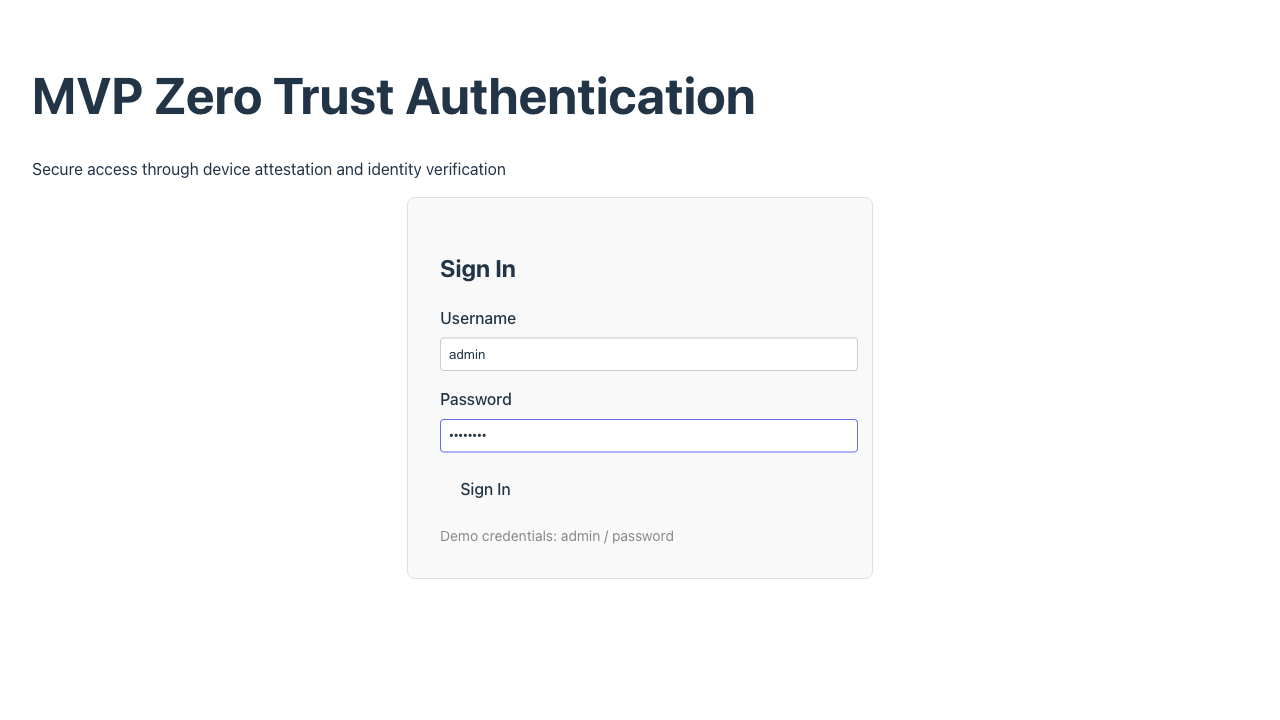 MVP Zero Trust Authentication
Secure access through device attestation and identity verification
Sign In
Username
admin
Password
••••••••
Sign In
Demo credentials: admin / password